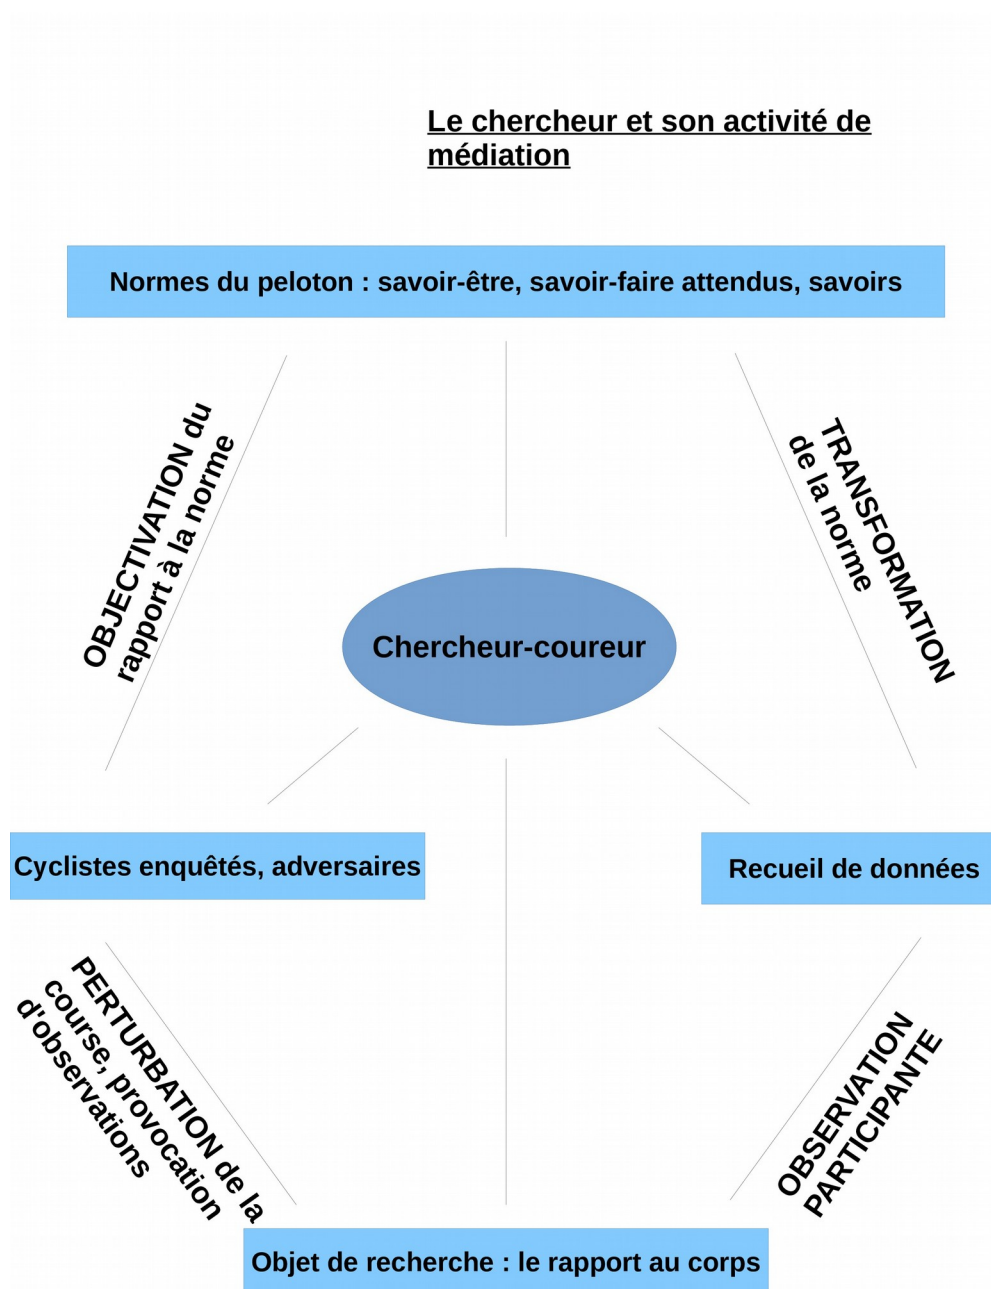 Le chercheur et son activité de
médiation
Normes du peloton : savoir-être, savoir-faire attendus, savoirs
OBJECTIVATION du
rapport à la norme
TRANSFORMATION
de la norme
Chercheur-coureur
Cyclistes enquêtés, adversaires
Recueil de données
PERTURBATION de la
course, provocation
d'observations
OBSERVATION
PARTICIPANTE
Objet de recherche : le rapport au corps